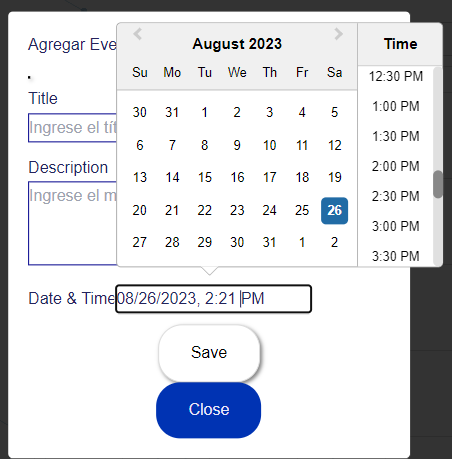 Agregar Eve
August 2023
Time
Su Mo Tu We Th Fr Sa
30 31 1 2 3 4 5
6 7 8 9 10 11 12
13 14 15 16 17 18 19
20 21 22 23 24 25 26
27 28 29 30 31 1 2
12:30 PM
1:00 PM
1:30 PM
2:00 PM
2:30 PM
3:00 PM
3:30 PM
Title
Ingrese el tít
Description
Ingrese el m
Date & Time 08/26/2023, 2:21 PM
Save
Close